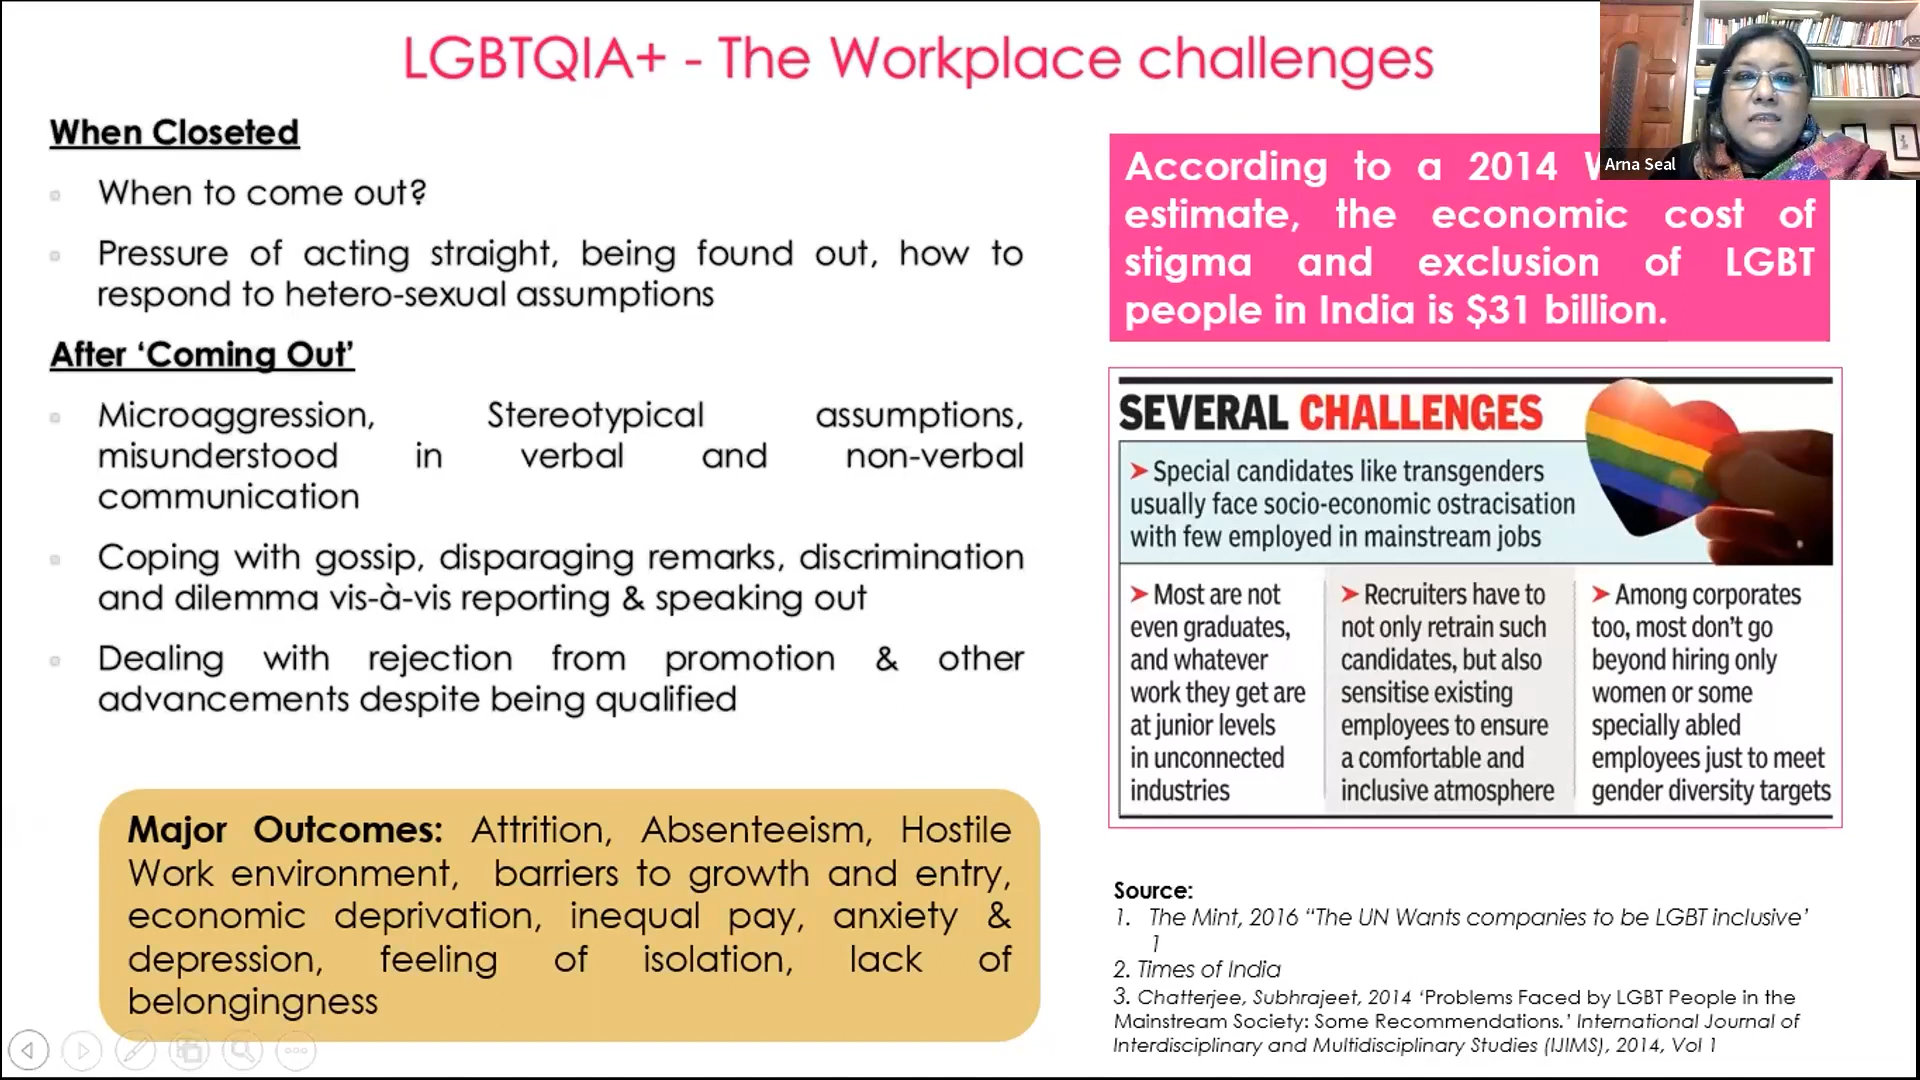 LGBTQIA+ - The Workplace challenges
When Closeted
When to come out?
Pressure of acting straight, being found out, how to
respond to hetero-sexual assumptions
After ‘Coming Out’
Microaggression, Stereotypical assumptions,
misunderstood in verbal and non-verbal
communication
Coping with gossip, disparaging remarks, discrimination
and dilemma vis-à-vis reporting & speaking out
Dealing with rejection from promotion & other
advancements despite being qualified
Major Outcomes: Attrition, Absenteeism, Hostile
Work environment, barriers to growth and entry,
economic deprivation, inequal pay, anxiety &
depression, feeling of isolation, lack of
belongingness
Arna Seal
According to a 2014
estimate, the economic cost of
stigma and exclusion of LGBT
people in India is $31 billion.
SEVERAL CHALLENGES
➤ Special candidates like transgenders
usually face socio-economic ostracisation
with few employed in mainstream jobs
➤ Most are not
even graduates,
and whatever
work they get are
at junior levels
in unconnected
industries
➤ Recruiters have to
not only retrain such
candidates, but also
sensitise existing
employees to ensure
a comfortable and
inclusive atmosphere
➤ Among corporates
too, most don't go
beyond hiring only
women or some
specially abled
employees just to meet
gender diversity targets
Source:
1. The Mint, 2016 “The UN Wants companies to be LGBT inclusive’
1
2. Times of India
3. Chatterjee, Subhrajeet, 2014 ‘Problems Faced by LGBT People in the
Mainstream Society: Some Recommendations.’ International Journal of
Interdisciplinary and Multidisciplinary Studies (IJIMS), 2014, Vol 1